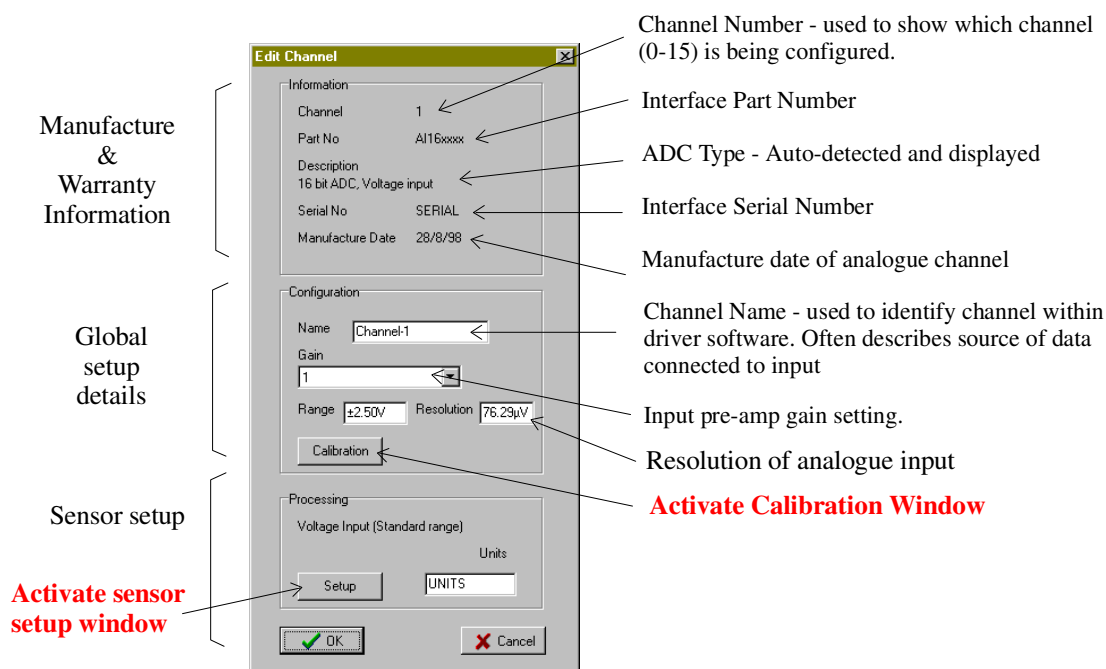 Channel Number - used to show which channel
(0-15) is being configured.
Edit Channel
Information
Channel 1
Interface Part Number
Part No AI16xxxx
Manufacture
&
Warranty
Information
ADC Type - Auto-detected and displayed
Description
16 bit ADC, Voltage input
Serial No SERIAL
Interface Serial Number
Manufacture Date 28/8/98
Manufacture date of analogue channel
Configuration
Name Channel-1
Channel Name - used to identify channel within
driver software. Often describes source of data
connected to input
Global
setup
details
Gain
1
Input pre-amp gain setting.
Range ±2.50V Resolution 76.29µV
Resolution of analogue input
Calibration
Activate Calibration Window
Sensor setup
Processing
Voltage Input (Standard range)
Units
Setup UNITS
Activate sensor
setup window
OK Cancel